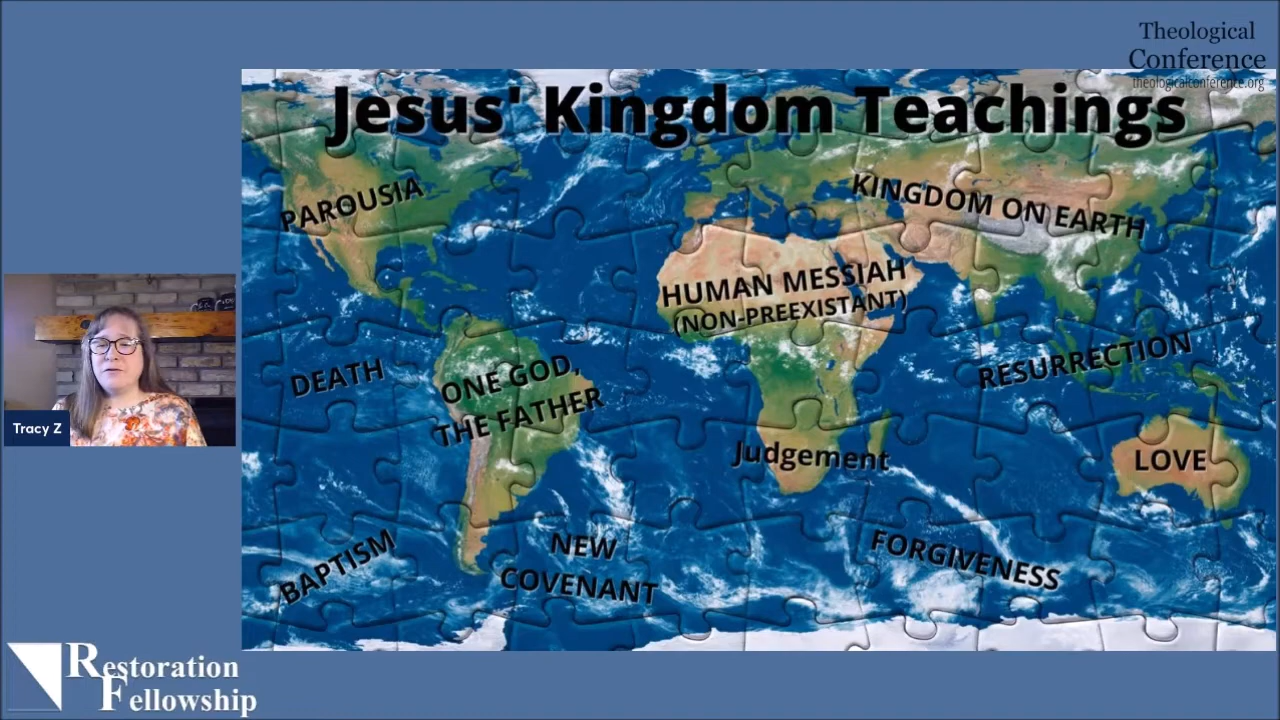 Theological
Conference
theologicalconference.org
Jesus' Kingdom Teachings
PAROUSIA
KINGDOM ON EARTH
HUMAN MESSIAH
(NON-PREEXISTANT)
DEATH
ONE GOD,
THE FATHER
RESURRECTION
Judgement
LOVE
BAPTISM
NEW
COVENANT
FORGIVENESS
Tracy Z
Restoration
Fellowship